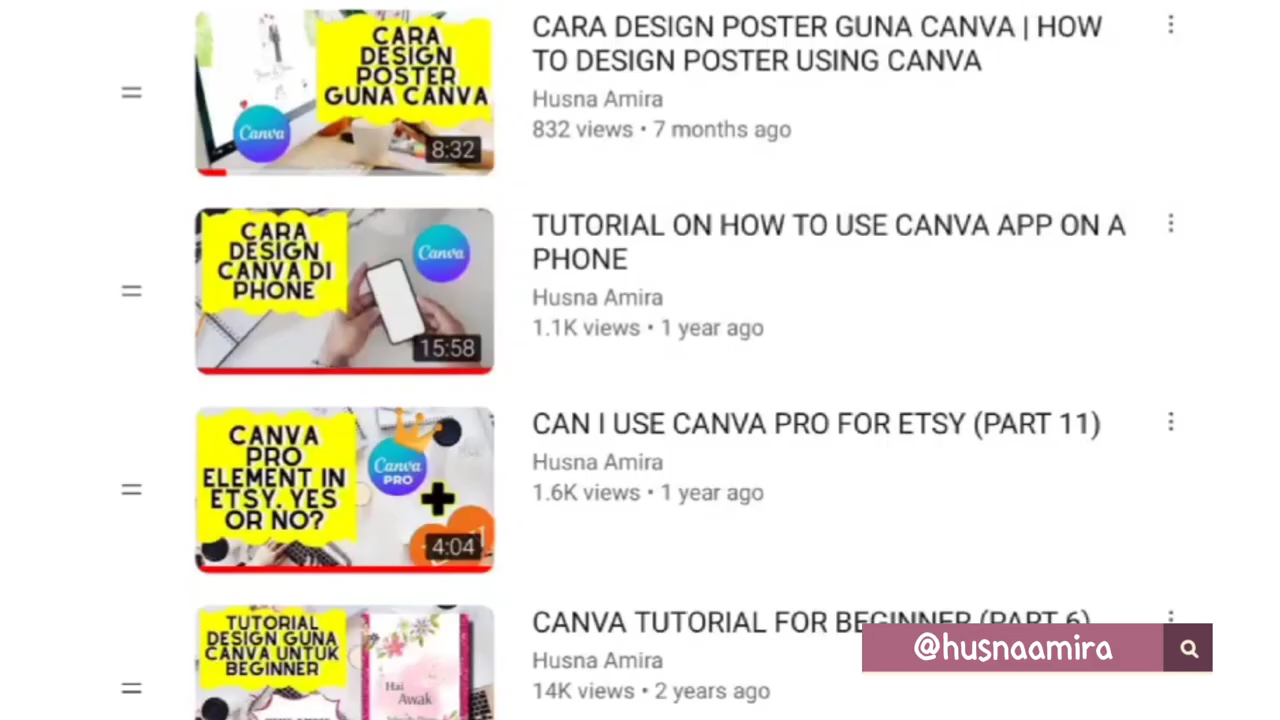 CARA
DESIGN
POSTER
GUNA CANVA
Canva
8:32
CARA DESIGN POSTER GUNA CANVA | HOW
TO DESIGN POSTER USING CANVA
Husna Amira
832 views • 7 months ago
CARA
DESIGN
CANVA DI
PHONE
Canva
15:58
TUTORIAL ON HOW TO USE CANVA APP ON A
PHONE
Husna Amira
1.1K views • 1 year ago
CANVA
PRO
ELEMENT IN
ETSY. YES
OR NO?
Canva
PRO
4:04
CAN I USE CANVA PRO FOR ETSY (PART 11)
Husna Amira
1.6K views • 1 year ago
TUTORIAL
DESIGN GUNA
CANVA UNTUK
BEGINNER
Hai
Awak
CANVA TUTORIAL FOR BEGINNER (PART 6)
Husna Amira
14K views • 2 years ago
@husnaamira